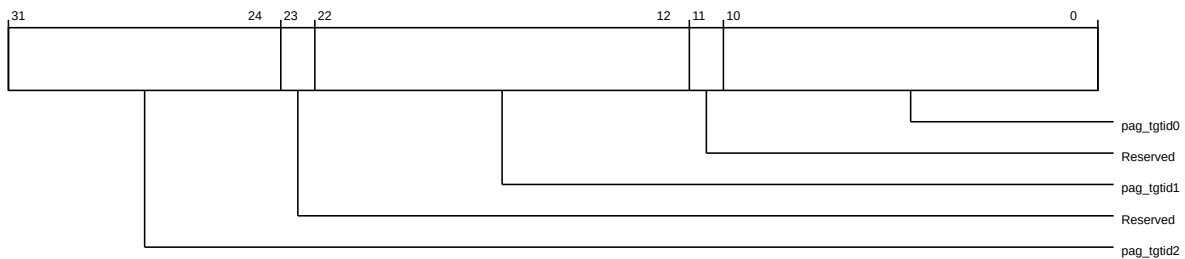 31 24 23 22 12 11 10 0
pag_tgtid0
Reserved
pag_tgtid1
Reserved
pag_tgtid2